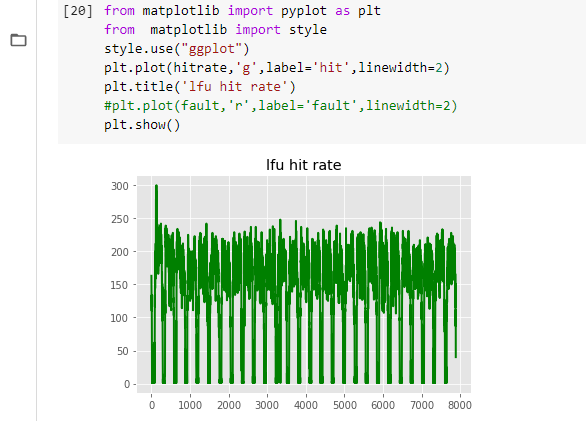 [20] from matplotlib import pyplot as plt
from  matplotlib import style
style.use("ggplot")
plt.plot(hitrate,'g',label='hit',linewidth=2)
plt.title('lfu hit rate')
#plt.plot(fault,'r',label='fault',linewidth=2)
plt.show()
lfu hit rate
300
250
200
150
100
50
0
0 1000 2000 3000 4000 5000 6000 7000 8000